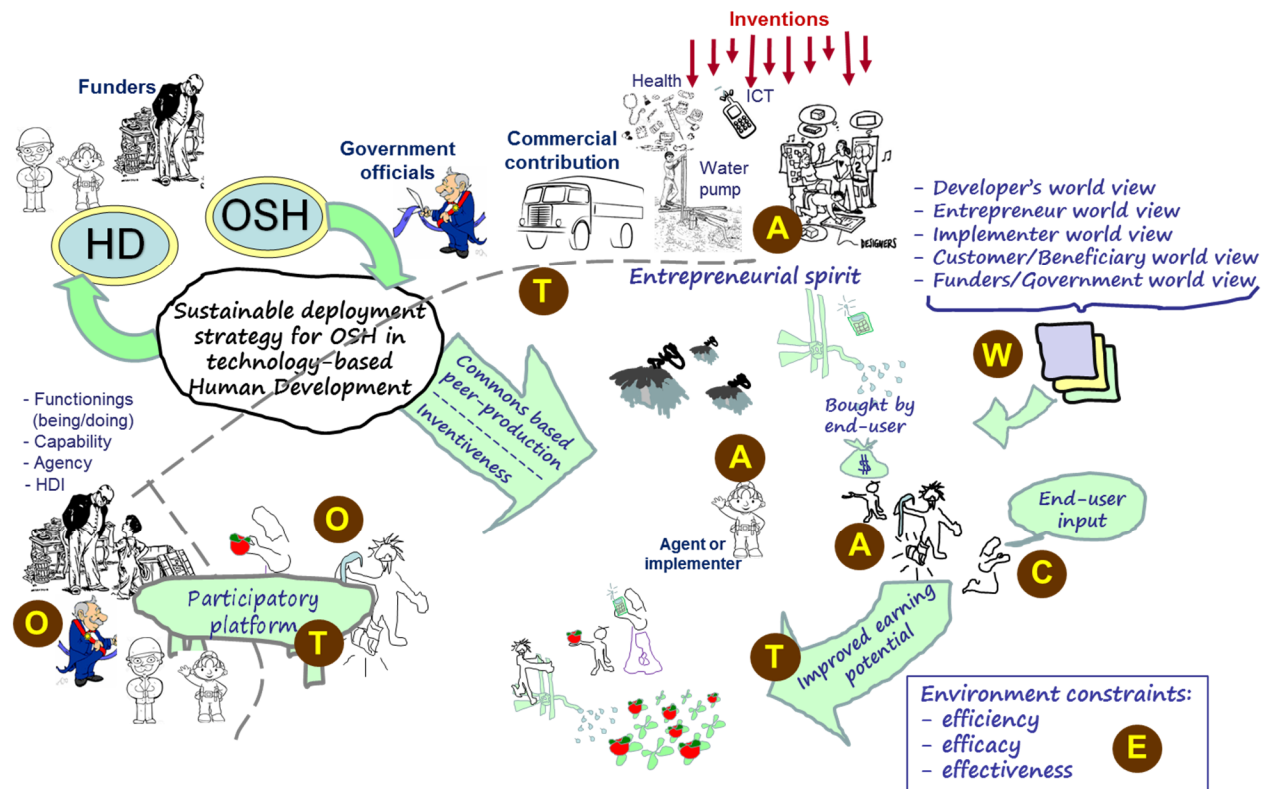 Inventions
Funders
Health
ICT
Government
officials
Commercial
contribution
Water
pump
A
DESIGNERS
OSH
HD
- Developer's world view
- Entrepreneur world view
- Implementer world view
- Customer/Beneficiary world view
- Funders/Government world view
T
Entrepreneurial spirit
Sustainable deployment
strategy for OSH in
technology-based
Human Development
W
Commons based
peer-production
Inventiveness
- Functionings
(being/doing)
- Capability
- Agency
- HDI
Bought by
end-user
$
A
Agent or
implementer
A
End-user
input
C
O
O
Participatory
platform
T
T
Improved earning
potential
Environment constraints:
- efficiency
- efficacy
- effectiveness
E